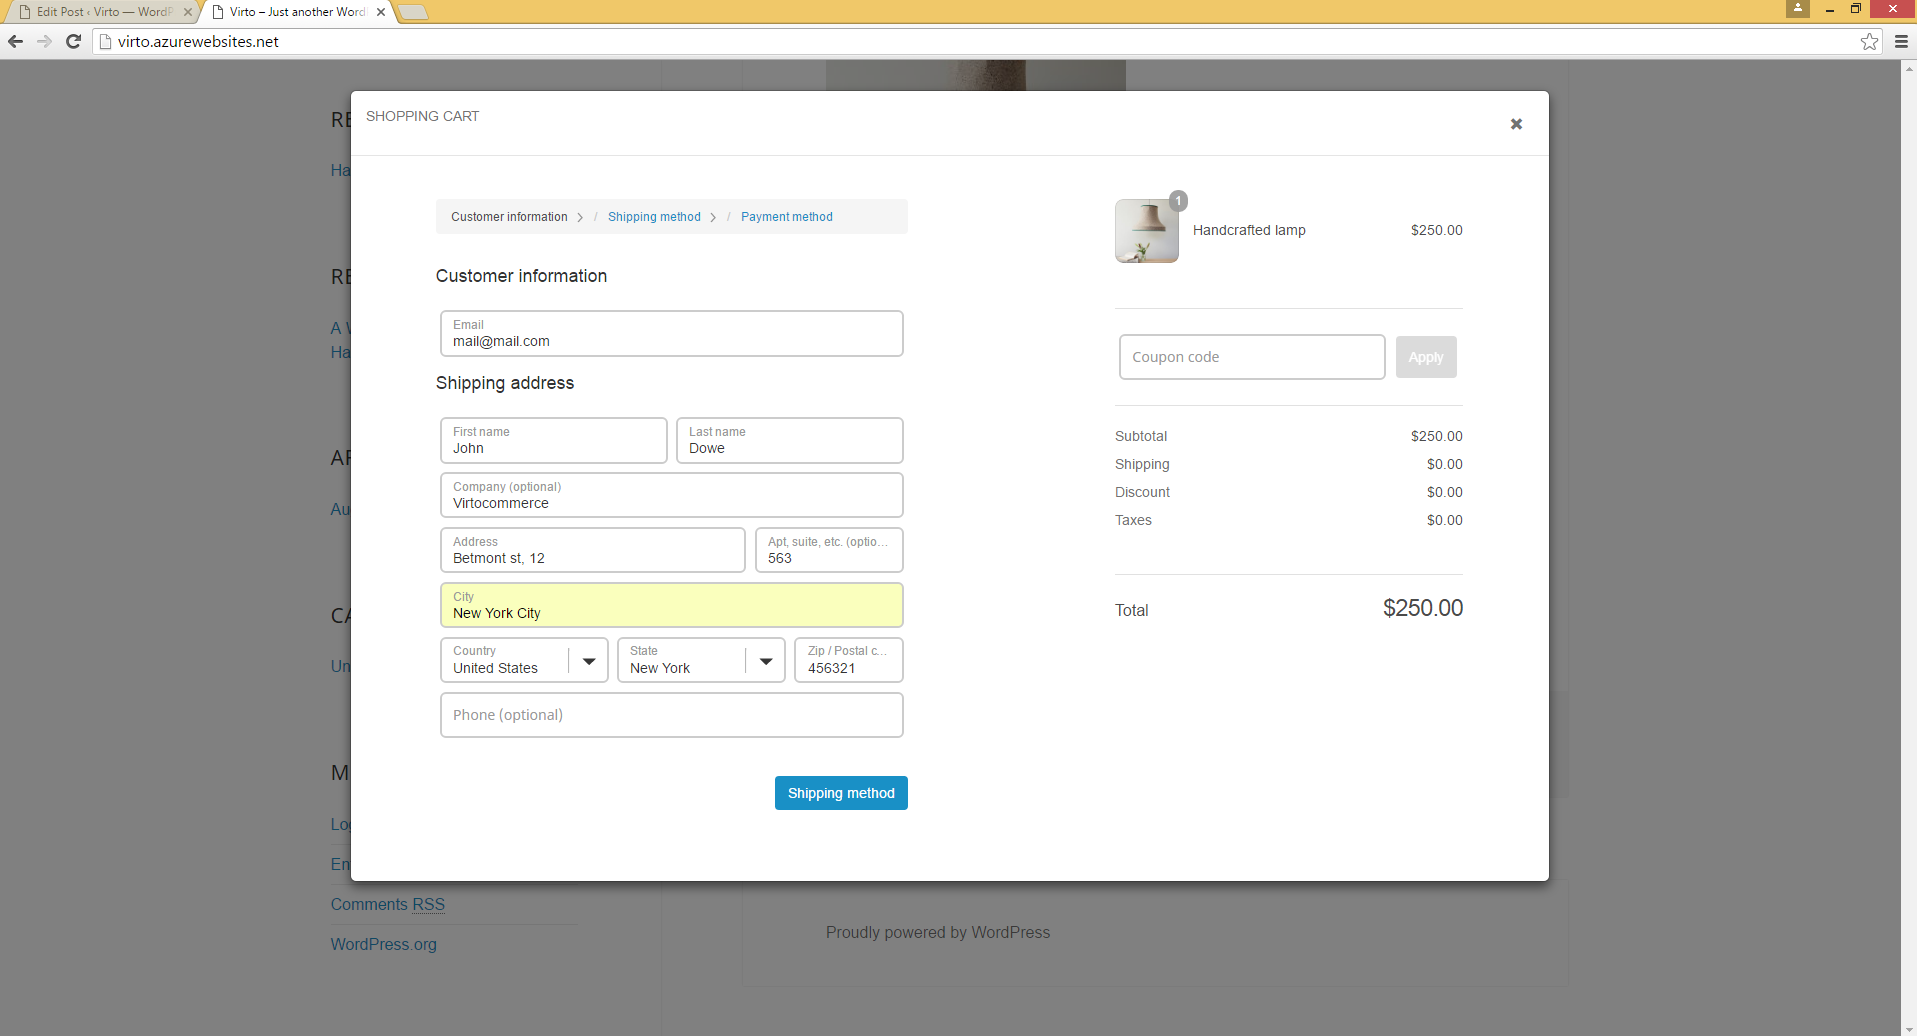 Edit Post ‹ Virto — WordP
Virto – Just another Word
virto.azurewebsites.net
SHOPPING CART
Customer information / Shipping method / Payment method
Customer information
Email
mail@mail.com
Shipping address
First name
John
Last name
Dowe
Company (optional)
Virtocommerce
Address
Betmont st, 12
Apt, suite, etc. (optio...
563
City
New York City
Country
United States
State
New York
Zip / Postal c...
456321
Phone (optional)
Shipping method
1
Handcrafted lamp $250.00
Coupon code
Apply
Subtotal $250.00
Shipping $0.00
Discount $0.00
Taxes $0.00
Total $250.00
RE
Ha
RE
A W
Ha
Au
Un
M
Log
En
Comments RSS
WordPress.org
Proudly powered by WordPress